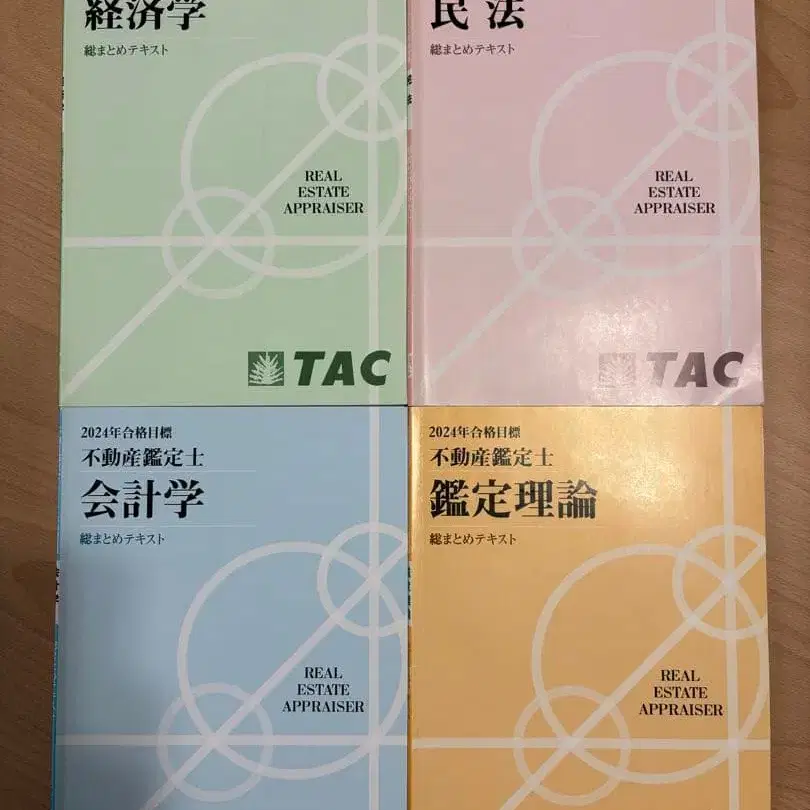 経済学
総まとめテキスト
REAL
ESTATE
APPRAISER
TAC
民法
総まとめテキスト
REAL
ESTATE
APPRAISER
TAC
2024年合格目標
不動産鑑定士
会計学
総まとめテキスト
REAL
ESTATE
APPRAISER
2024年合格目標
不動産鑑定士
鑑定理論
総まとめテキスト
REAL
ESTATE
APPRAISER